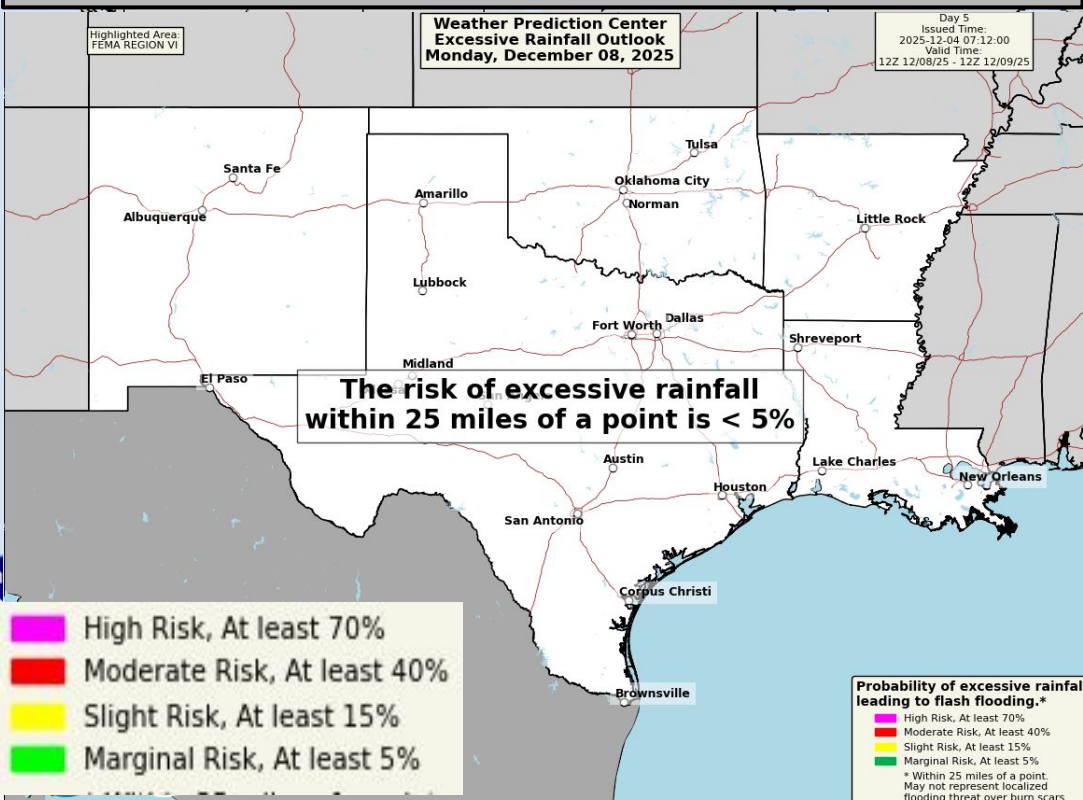 Highlighted Area:
FEMA REGION VI
Weather Prediction Center
Excessive Rainfall Outlook
Monday, December 08, 2025
Day 5
Issued Time:
2025-12-04 07:12:00
Valid Time:
12Z 12/08/25 - 12Z 12/09/25
Tulsa
Santa Fe
Oklahoma City
Amarillo
Norman
Albuquerque
Little Rock
Lubbock
Dallas
Fort Worth
Shreveport
Midland
El Paso
The risk of excessive rainfall
within 25 miles of a point is < 5%
Austin
Lake Charles
New Orleans
Houston
San Antonio
Corpus Christi
Brownsville
High Risk, At least 70%
Moderate Risk, At least 40%
Slight Risk, At least 15%
Marginal Risk, At least 5%
Probability of excessive rainfal
leading to flash flooding.*
High Risk, At least 70%
Moderate Risk, At least 40%
Slight Risk, At least 15%
Marginal Risk, At least 5%
* Within 25 miles of a point.
May not represent localized
flooding threat over burn scars